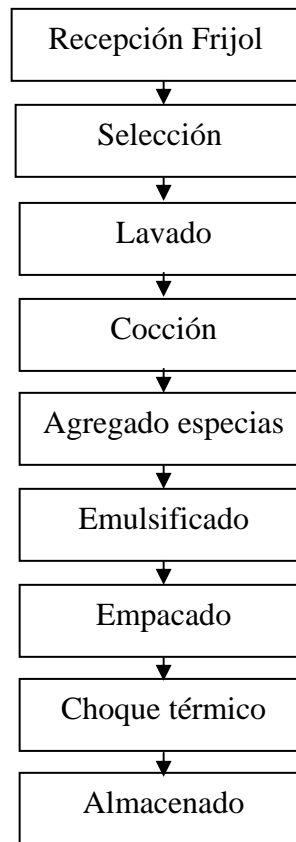 Recepción Frijol
Selección
Lavado
Cocción
Agregado especias
Emulsificado
Empacado
Choque térmico
Almacenado